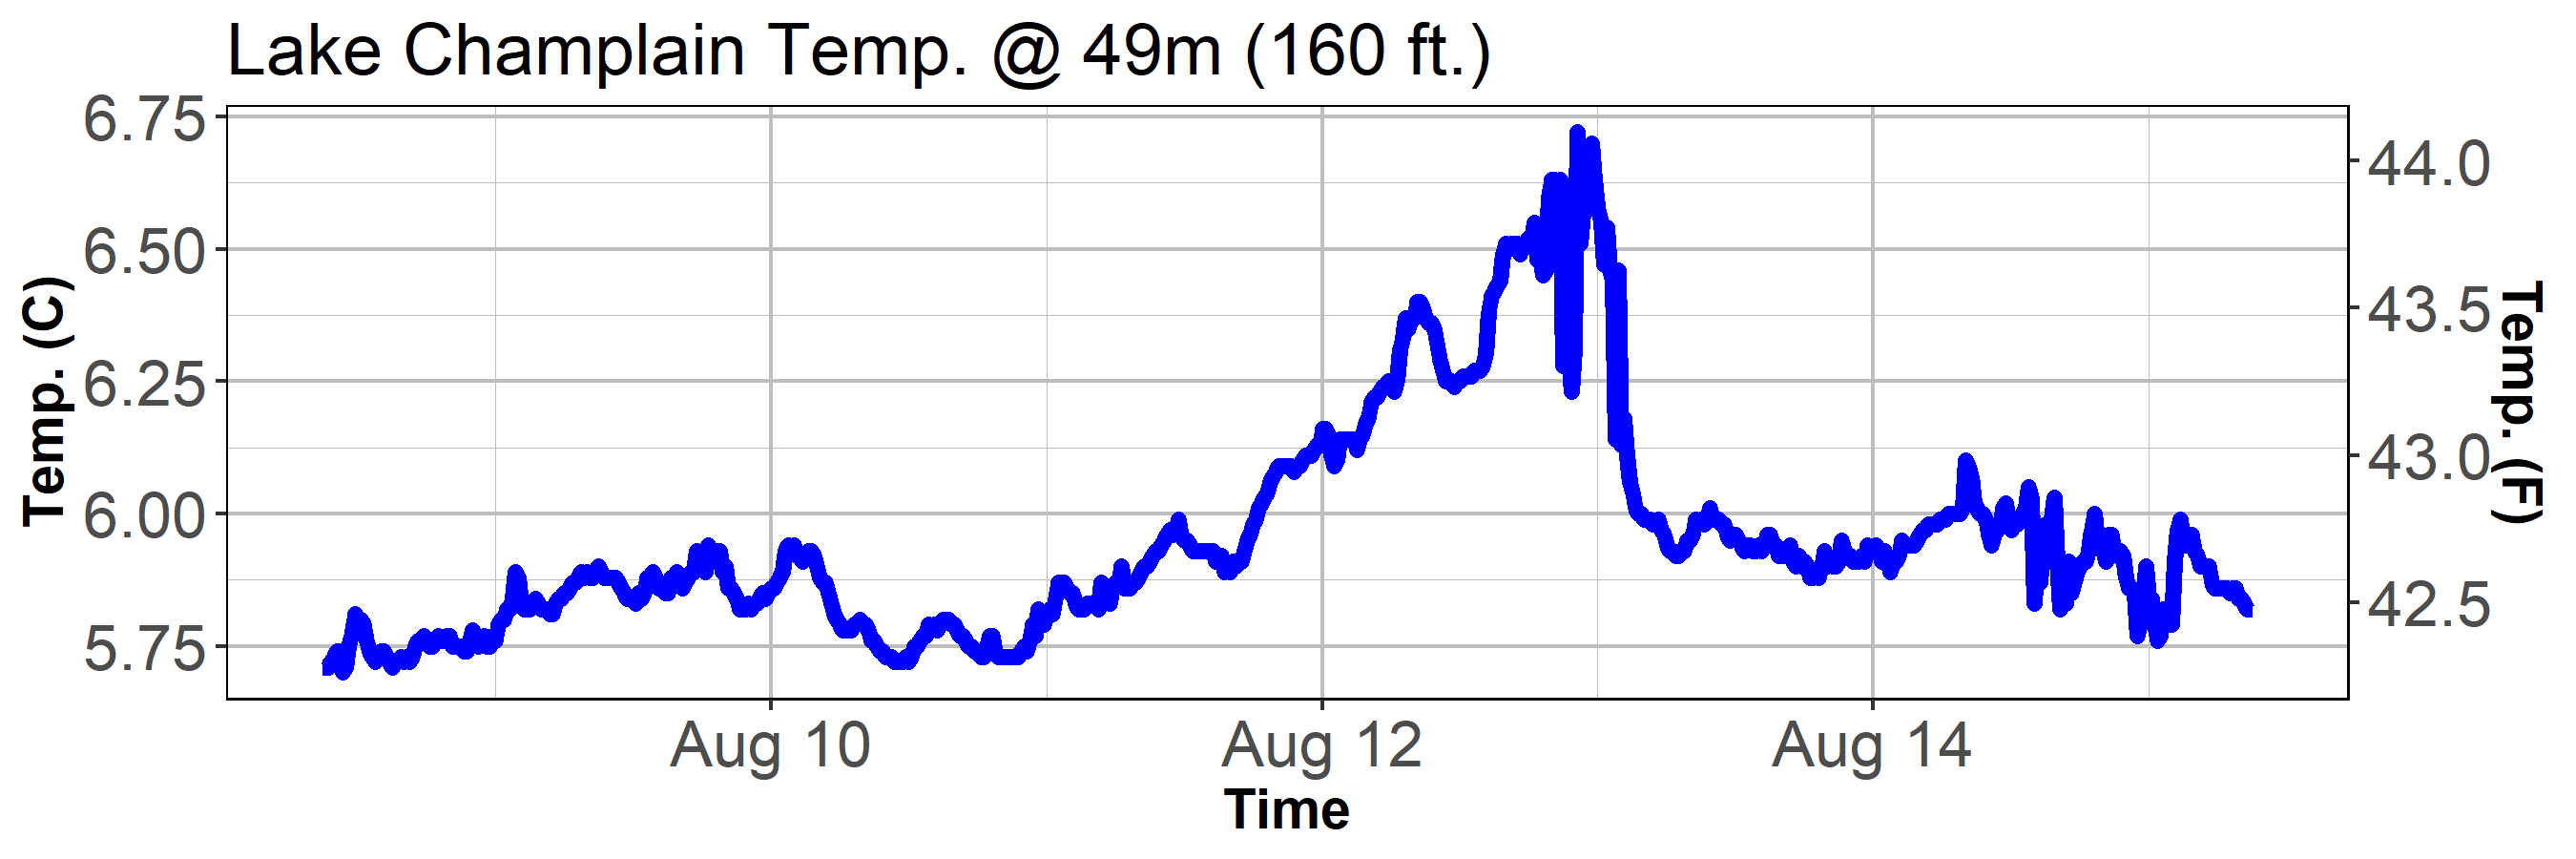 Lake Champlain Temp. @ 49m (160 ft.)
Temp. (C)
6.75
6.50
6.25
6.00
5.75
44.0
43.5
43.0
42.5
Temp. (F)
Aug 10 Aug 12 Aug 14
Time